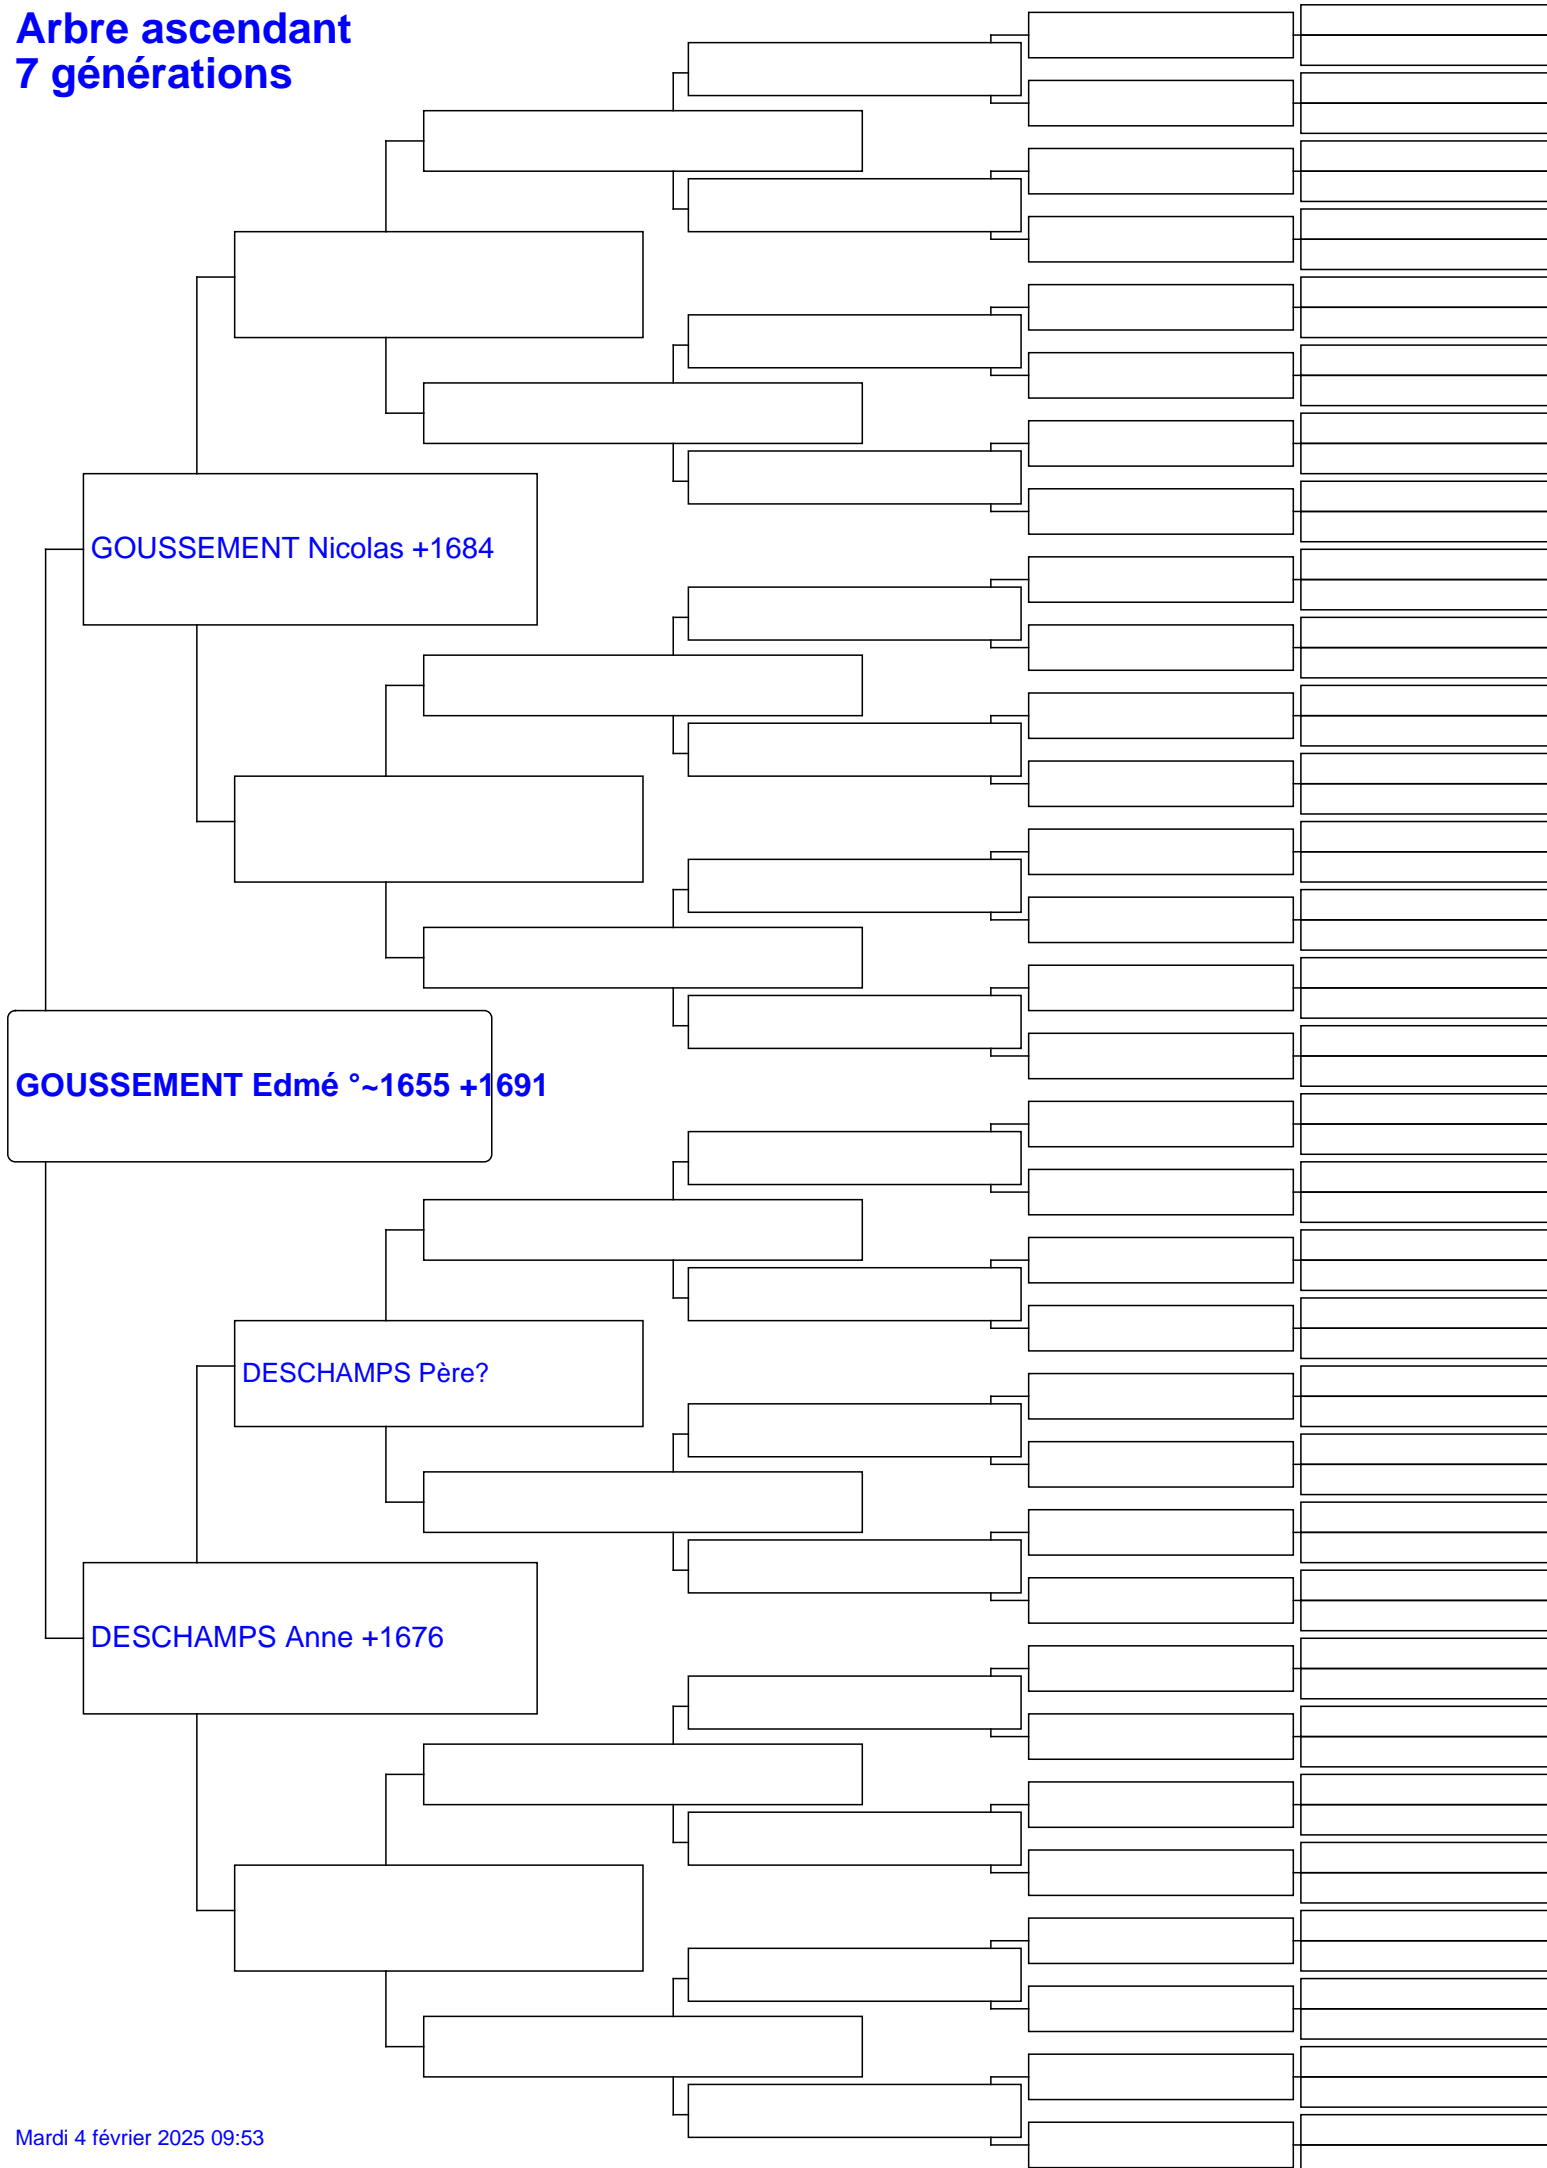 Arbre ascendant
7 générations
GOUSSEMENT Nicolas +1684
GOUSSEMENT Edmé °~1655 +1691
DESCHAMPS Père?
DESCHAMPS Anne +1676
Mardi 4 février 2025 09:53